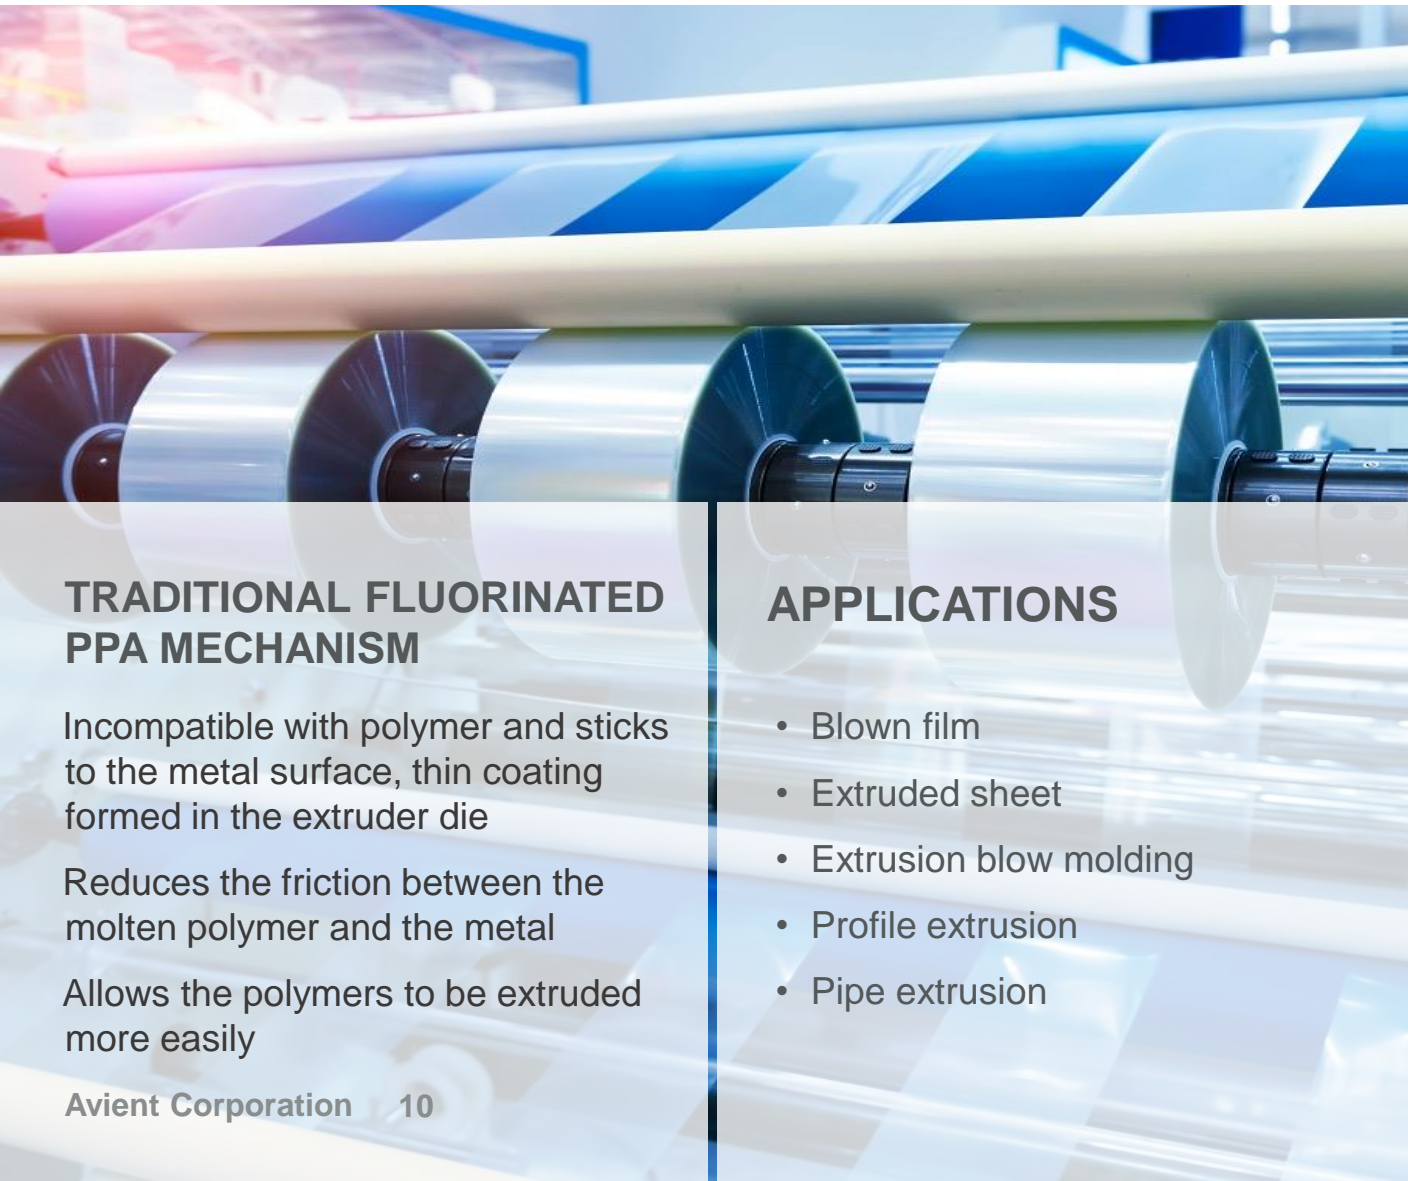 TRADITIONAL FLUORINATED
PPA MECHANISM
Incompatible with polymer and sticks
to the metal surface, thin coating
formed in the extruder die
Reduces the friction between the
molten polymer and the metal
Allows the polymers to be extruded
more easily
Avient Corporation 10
APPLICATIONS
• Blown film
• Extruded sheet
• Extrusion blow molding
• Profile extrusion
• Pipe extrusion